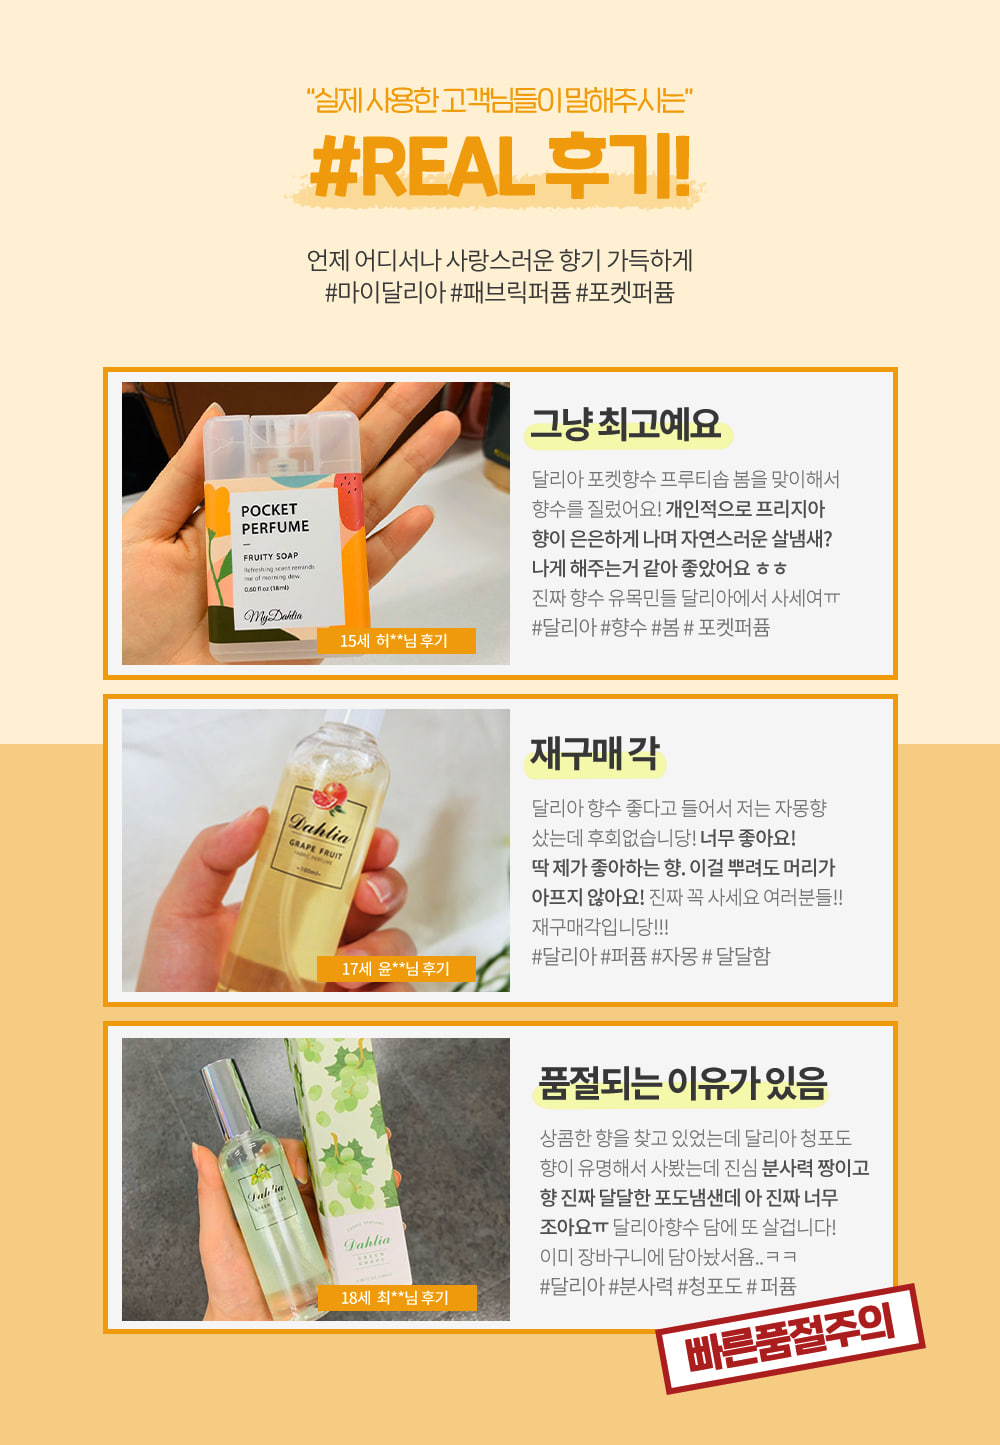 "실제 사용한 고객님들이 말해주시는"
#REAL 후기!
언제 어디서나 사랑스러운 향기 가득하게
#마이달리아 #패브릭퍼퓸 #포켓퍼퓸
POCKET
PERFUME
FRUITY SOAP
Refreshing scent reminds
me of morning dew.
0.60 fl oz (18ml)
MyDahlia
15세 허**님 후기
그냥 최고예요
달리아 포켓향수 프루티솝 봄을 맞이해서
향수를 질렀어요! 개인적으로 프리지아
향이 은은하게 나며 자연스러운 살냄새?
나게 해주는거 같아 좋았어요 ㅎㅎ
진짜 향수 유목민들 달리아에서 사세여ㅠ
#달리아 #향수 #봄 # 포켓퍼퓸
Dahlia
GRAPE FRUIT
FABRIC PERFUME
~180ml~
17세 윤**님 후기
재구매 각
달리아 향수 좋다고 들어서 저는 자몽향
샀는데 후회없습니당! 너무 좋아요!
딱 제가 좋아하는 향. 이걸 뿌려도 머리가
아프지 않아요! 진짜 꼭 사세요 여러분들!!
재구매각입니당!!!
#달리아 #퍼퓸 #자몽 # 달달함
Dahlia
GREEN GRAPE
FABRIC PERFUME
Dahlia
GREEN
GRAPE
18세 최**님 후기
품절되는 이유가 있음
상콤한 향을 찾고 있었는데 달리아 청포도
향이 유명해서 사봤는데 진심 분사력 짱이고
향 진짜 달달한 포도냄샌데 아 진짜 너무
조아요ㅠ 달리아향수 담에 또 살겁니다!
이미 장바구니에 담아놨서욤..ㅋㅋ
#달리아 #분사력 #청포도 # 퍼퓸
빠른품절주의